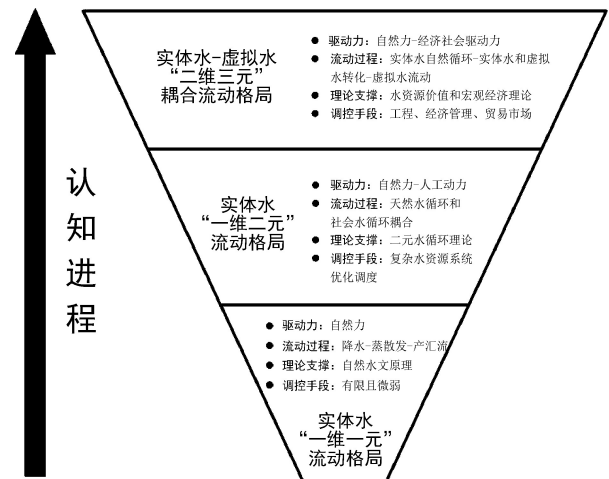 认知进程
实体水-虚拟水
“二维三元”
耦合流动格局
● 驱动力：自然力-经济社会驱动力
● 流动过程：实体水自然循环-实体水和虚拟
水转化-虚拟水流动
● 理论支撑：水资源价值和宏观经济理论
● 调控手段：工程、经济管理、贸易市场
实体水
“一维二元”
流动格局
● 驱动力：自然力-人工动力
● 流动过程：天然水循环和
社会水循环耦合
● 理论支撑：二元水循环理论
● 调控手段：复杂水资源系统
优化调度
● 驱动力：自然力
● 流动过程：降水-蒸散发-产汇流
● 理论支撑：自然水文原理
● 调控手段：有限且微弱
实体水
“一维一元”
流动格局